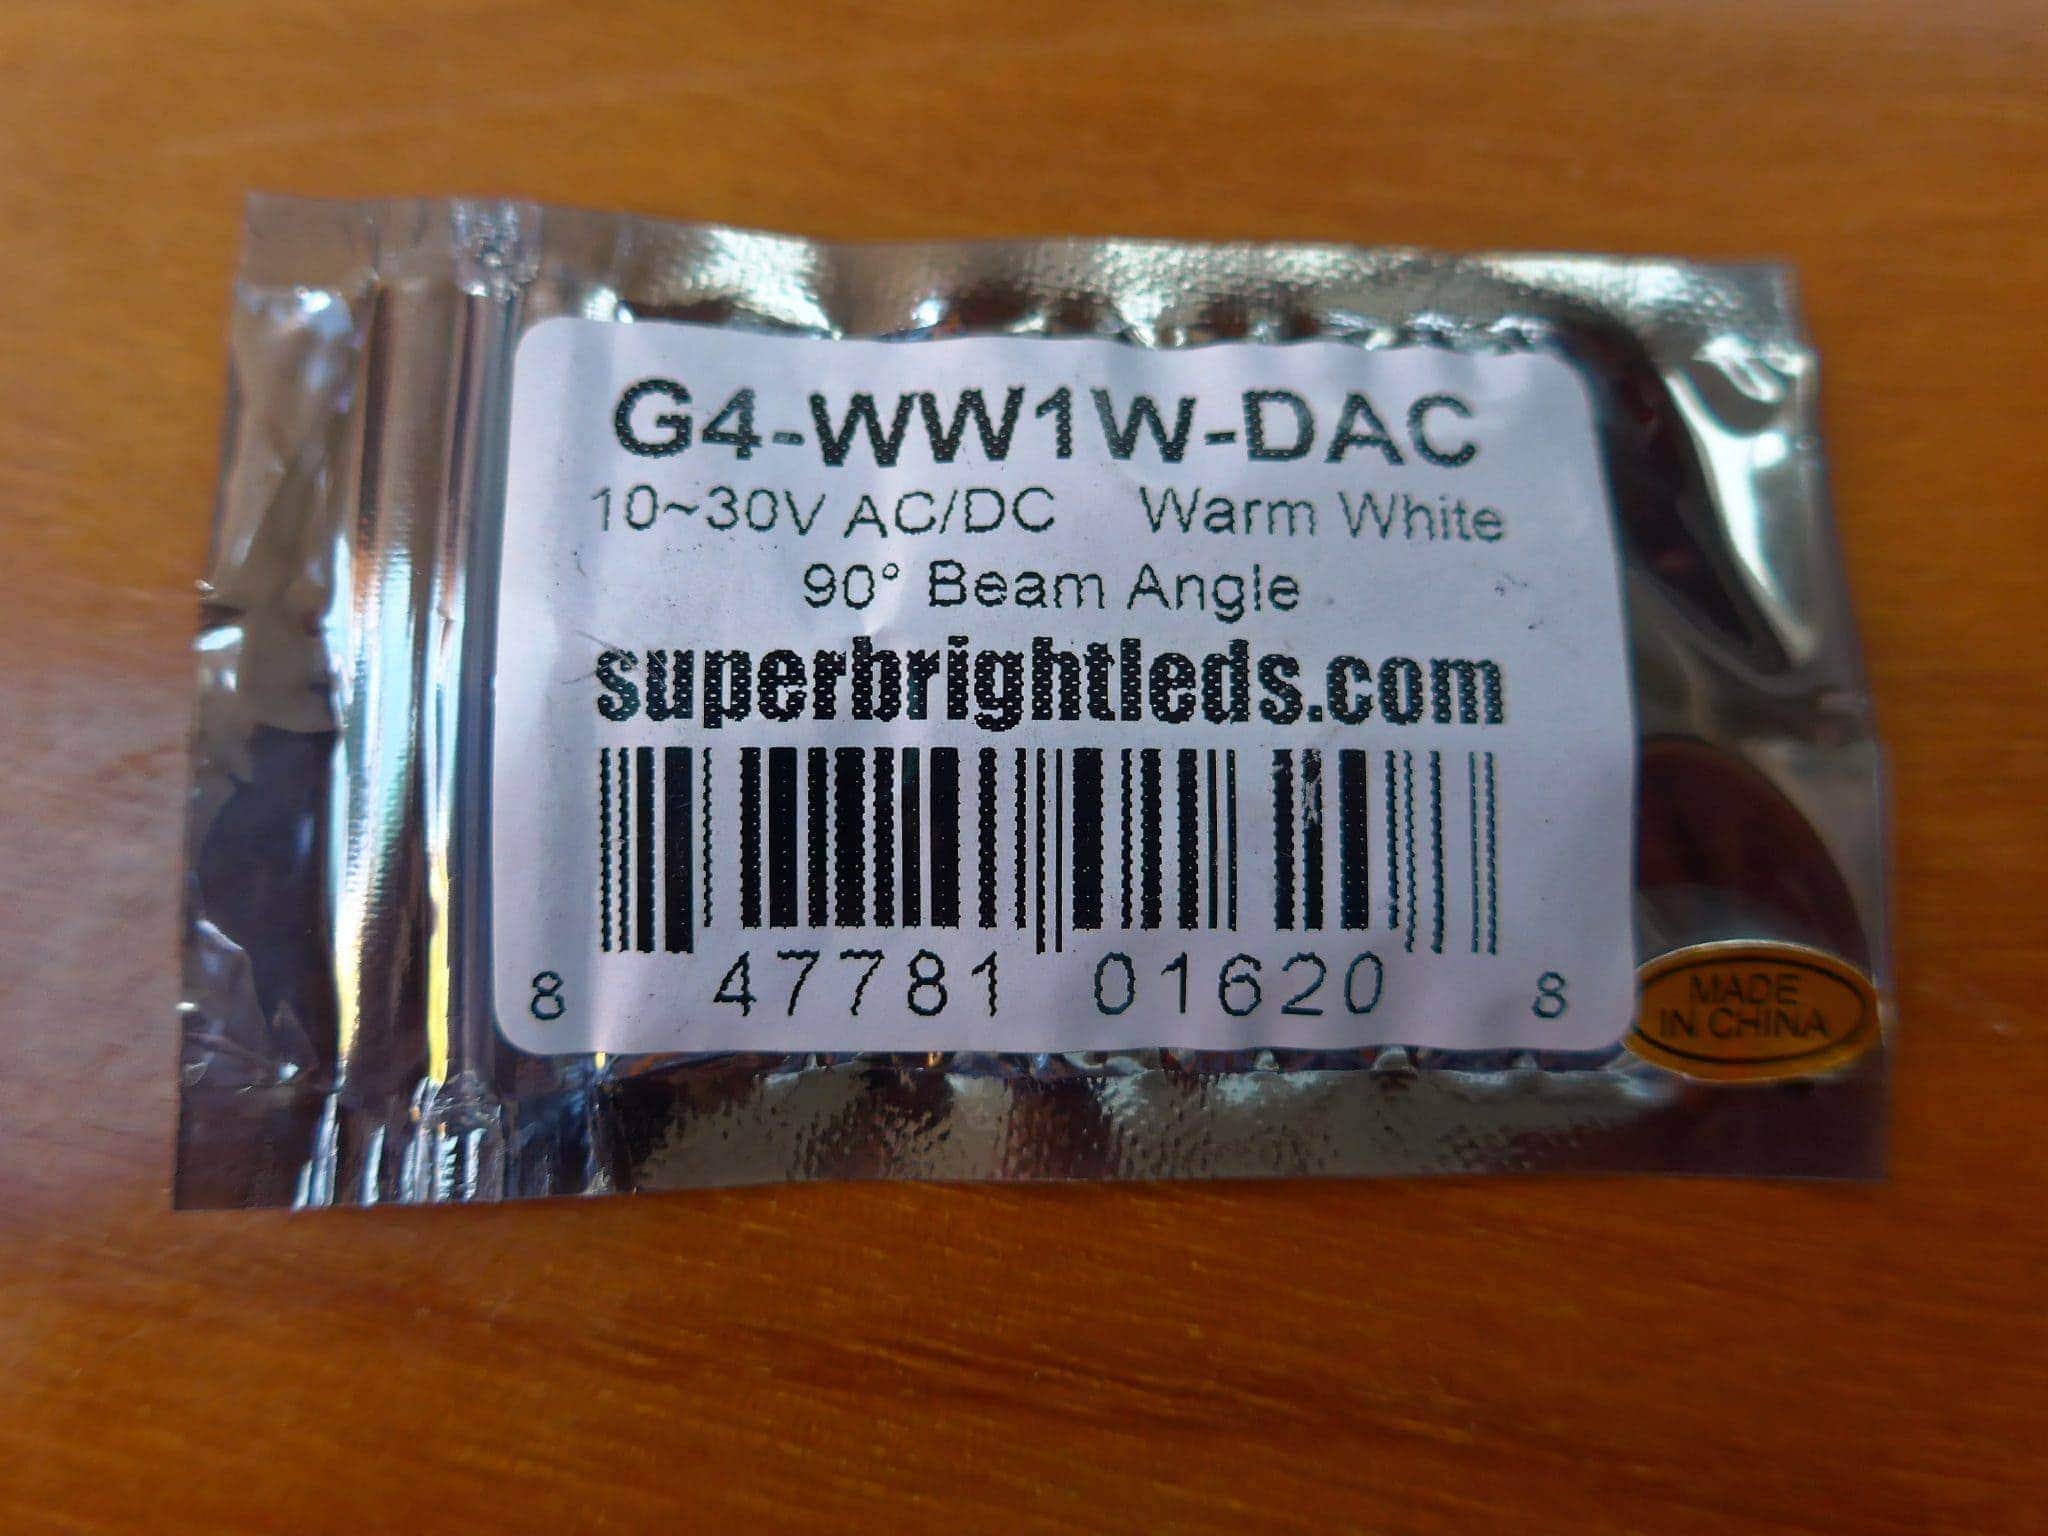 G4-WW1W-DAC
10~30V AC/DC Warm White
90° Beam Angle
superbrightleds.com
8 47781 01620 8
MADE
IN CHINA